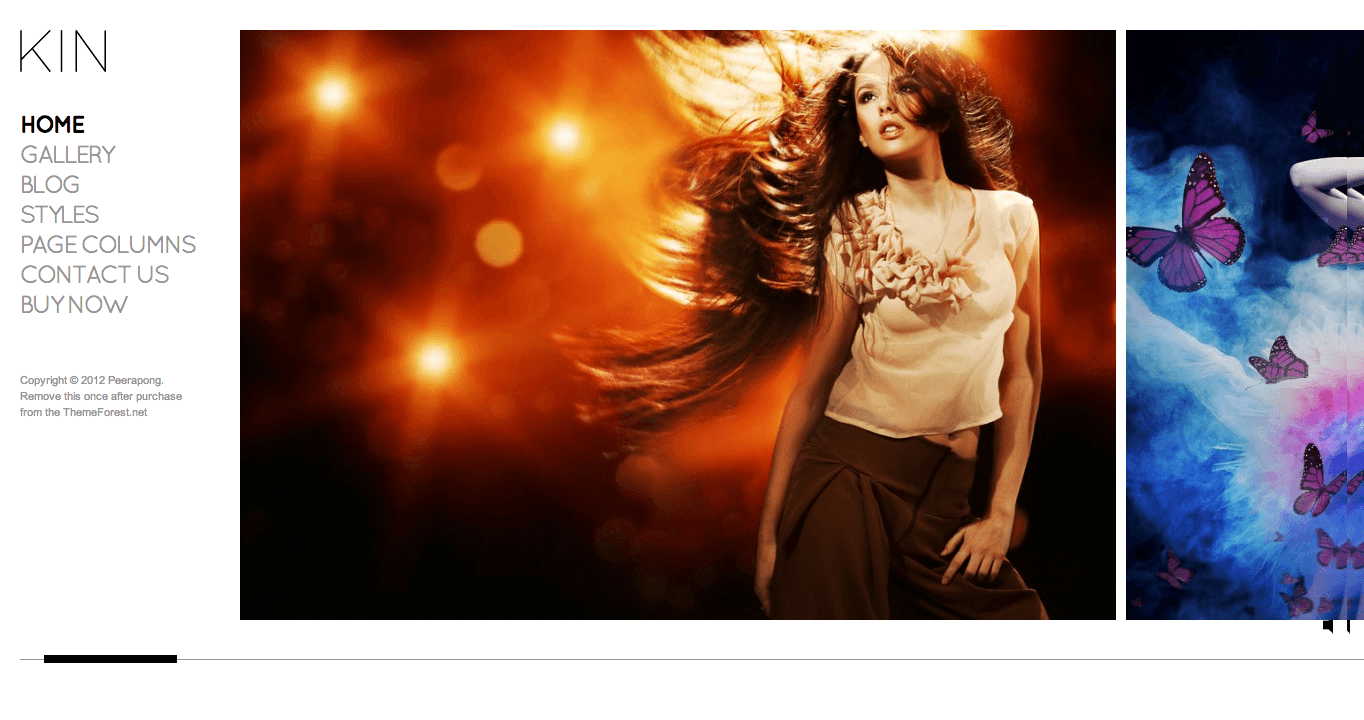 KIN
HOME
GALLERY
BLOG
STYLES
PAGE COLUMNS
CONTACT US
BUY NOW
Copyright © 2012 Peerapong.
Remove this once after purchase
from the ThemeForest.net